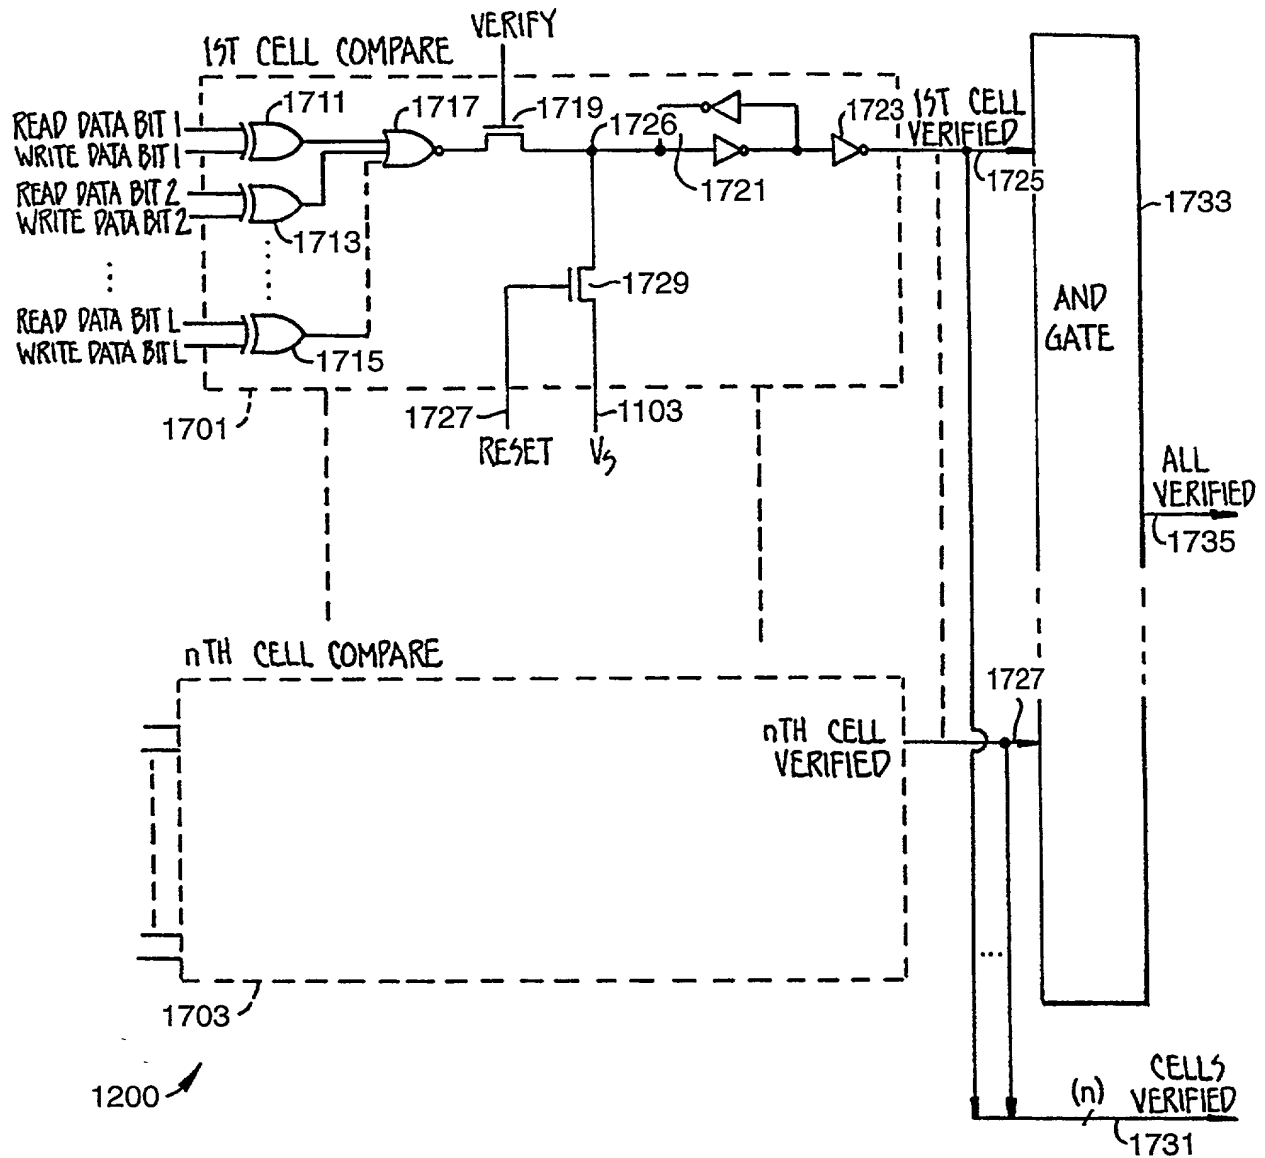 VERIFY
1ST CELL COMPARE
1711
1717
1719
1726
1723
1ST CELL
VERIFIED
READ DATA BIT 1
WRITE DATA BIT 1
1721
1725
READ DATA BIT 2
WRITE DATA BIT 2
1713
1733
1729
AND
GATE
READ DATA BIT L
WRITE DATA BIT L
1715
1701
1727
1103
RESET
VS
ALL
VERIFIED
1735
nTH CELL COMPARE
1727
nTH CELL
VERIFIED
...
1703
1200
(n)
CELLS
VERIFIED
1731